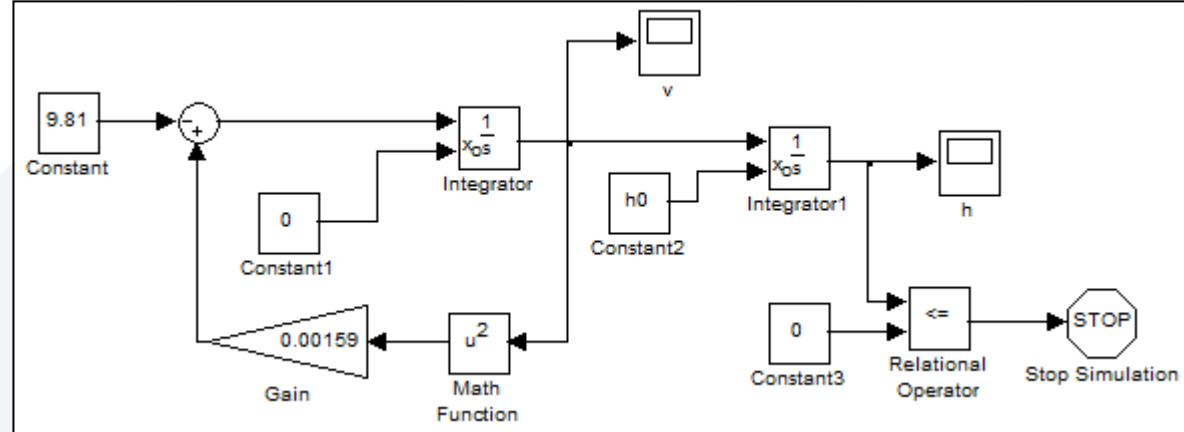 v
9.81
Constant
-
+
1
x₀ s
Integrator
0
Constant1
h0
Constant2
1
x₀ s
Integrator1
h
0.00159
Gain
u²
Math
Function
0
Constant3
<=
Relational
Operator
STOP
Stop Simulation